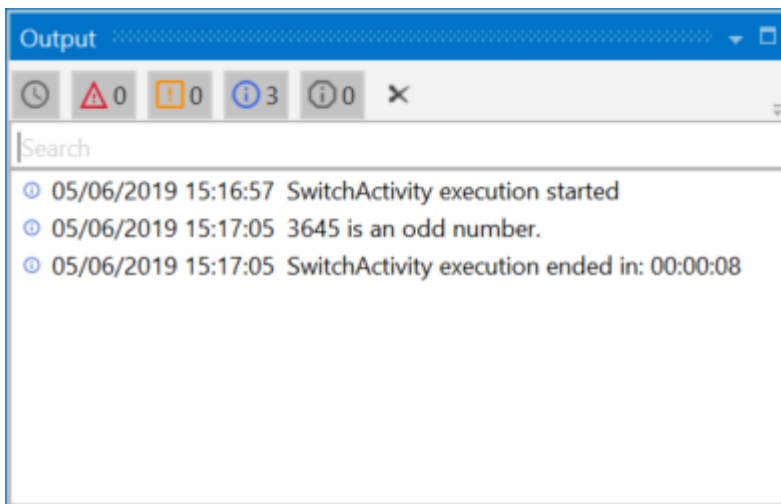 Output
0 0 3 0
Search
05/06/2019 15:16:57 SwitchActivity execution started
05/06/2019 15:17:05 3645 is an odd number.
05/06/2019 15:17:05 SwitchActivity execution ended in: 00:00:08